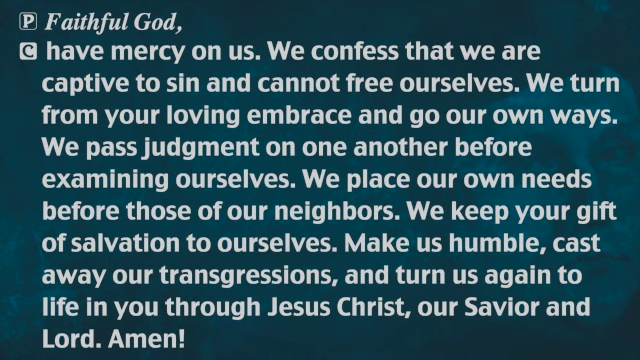 P Faithful God,
C have mercy on us. We confess that we are
captive to sin and cannot free ourselves. We turn
from your loving embrace and go our own ways.
We pass judgment on one another before
examining ourselves. We place our own needs
before those of our neighbors. We keep your gift
of salvation to ourselves. Make us humble, cast
away our transgressions, and turn us again to
life in you through Jesus Christ, our Savior and
Lord. Amen!